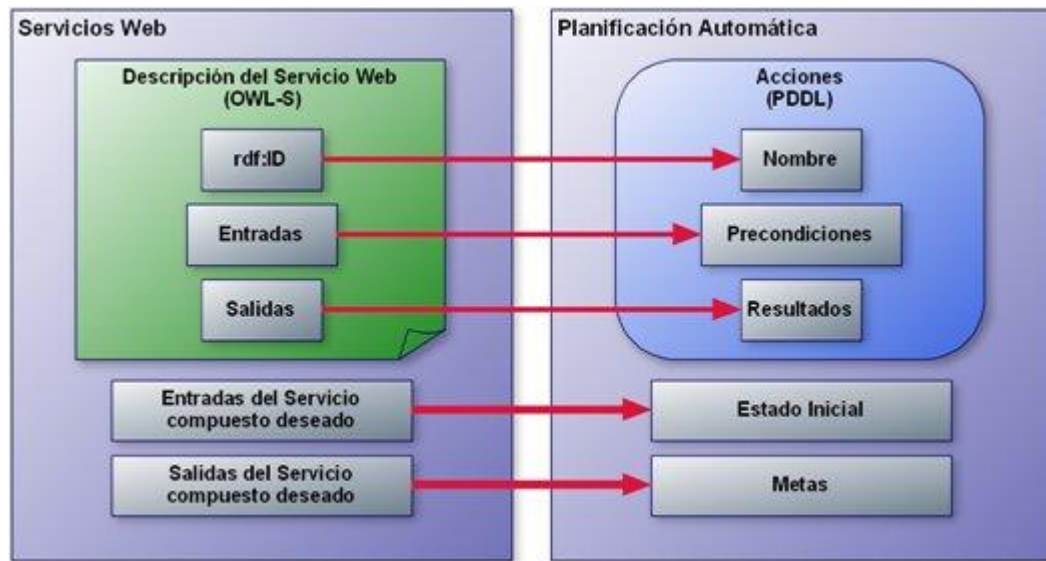 Servicios Web
Descripción del Servicio Web
(OWL-S)
rdf:ID
Entradas
Salidas
Entradas del Servicio
compuesto deseado
Salidas del Servicio
compuesto deseado
Planificación Automática
Acciones
(PDDL)
Nombre
Precondiciones
Resultados
Estado Inicial
Metas